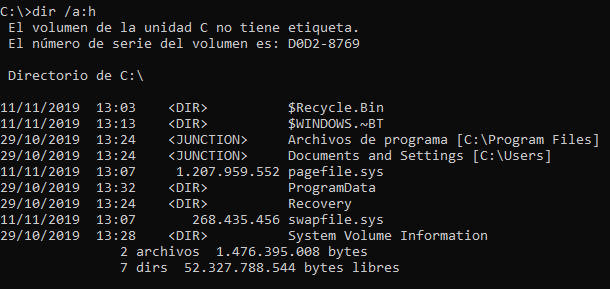 C:\>dir /a:h
 El volumen de la unidad C no tiene etiqueta.
 El número de serie del volumen es: D0D2-8769

 Directorio de C:\

11/11/2019  13:03    <DIR>          $Recycle.Bin
11/11/2019  13:13    <DIR>          $WINDOWS.~BT
29/10/2019  13:24    <JUNCTION>     Archivos de programa [C:\Program Files]
29/10/2019  13:24    <JUNCTION>     Documents and Settings [C:\Users]
11/11/2019  13:07     1.207.959.552 pagefile.sys
29/10/2019  13:32    <DIR>          ProgramData
29/10/2019  13:24    <DIR>          Recovery
11/11/2019  13:07       268.435.456 swapfile.sys
29/10/2019  13:28    <DIR>          System Volume Information
               2 archivos  1.476.395.008 bytes
               7 dirs  52.327.788.544 bytes libres